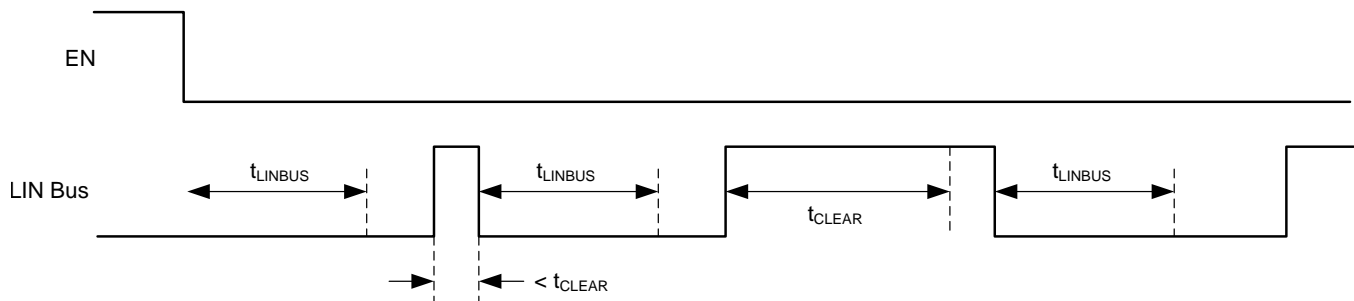 EN
LIN Bus
tLINBUS
tLINBUS
tCLEAR
tLINBUS
< tCLEAR